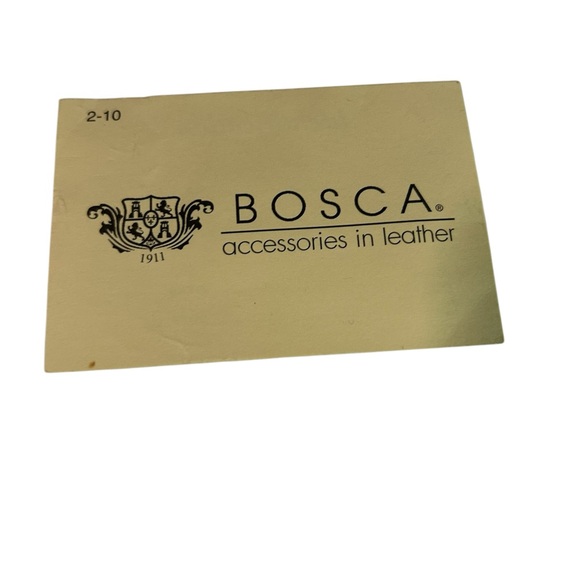 2-10
BOSCA®
accessories in leather
1911